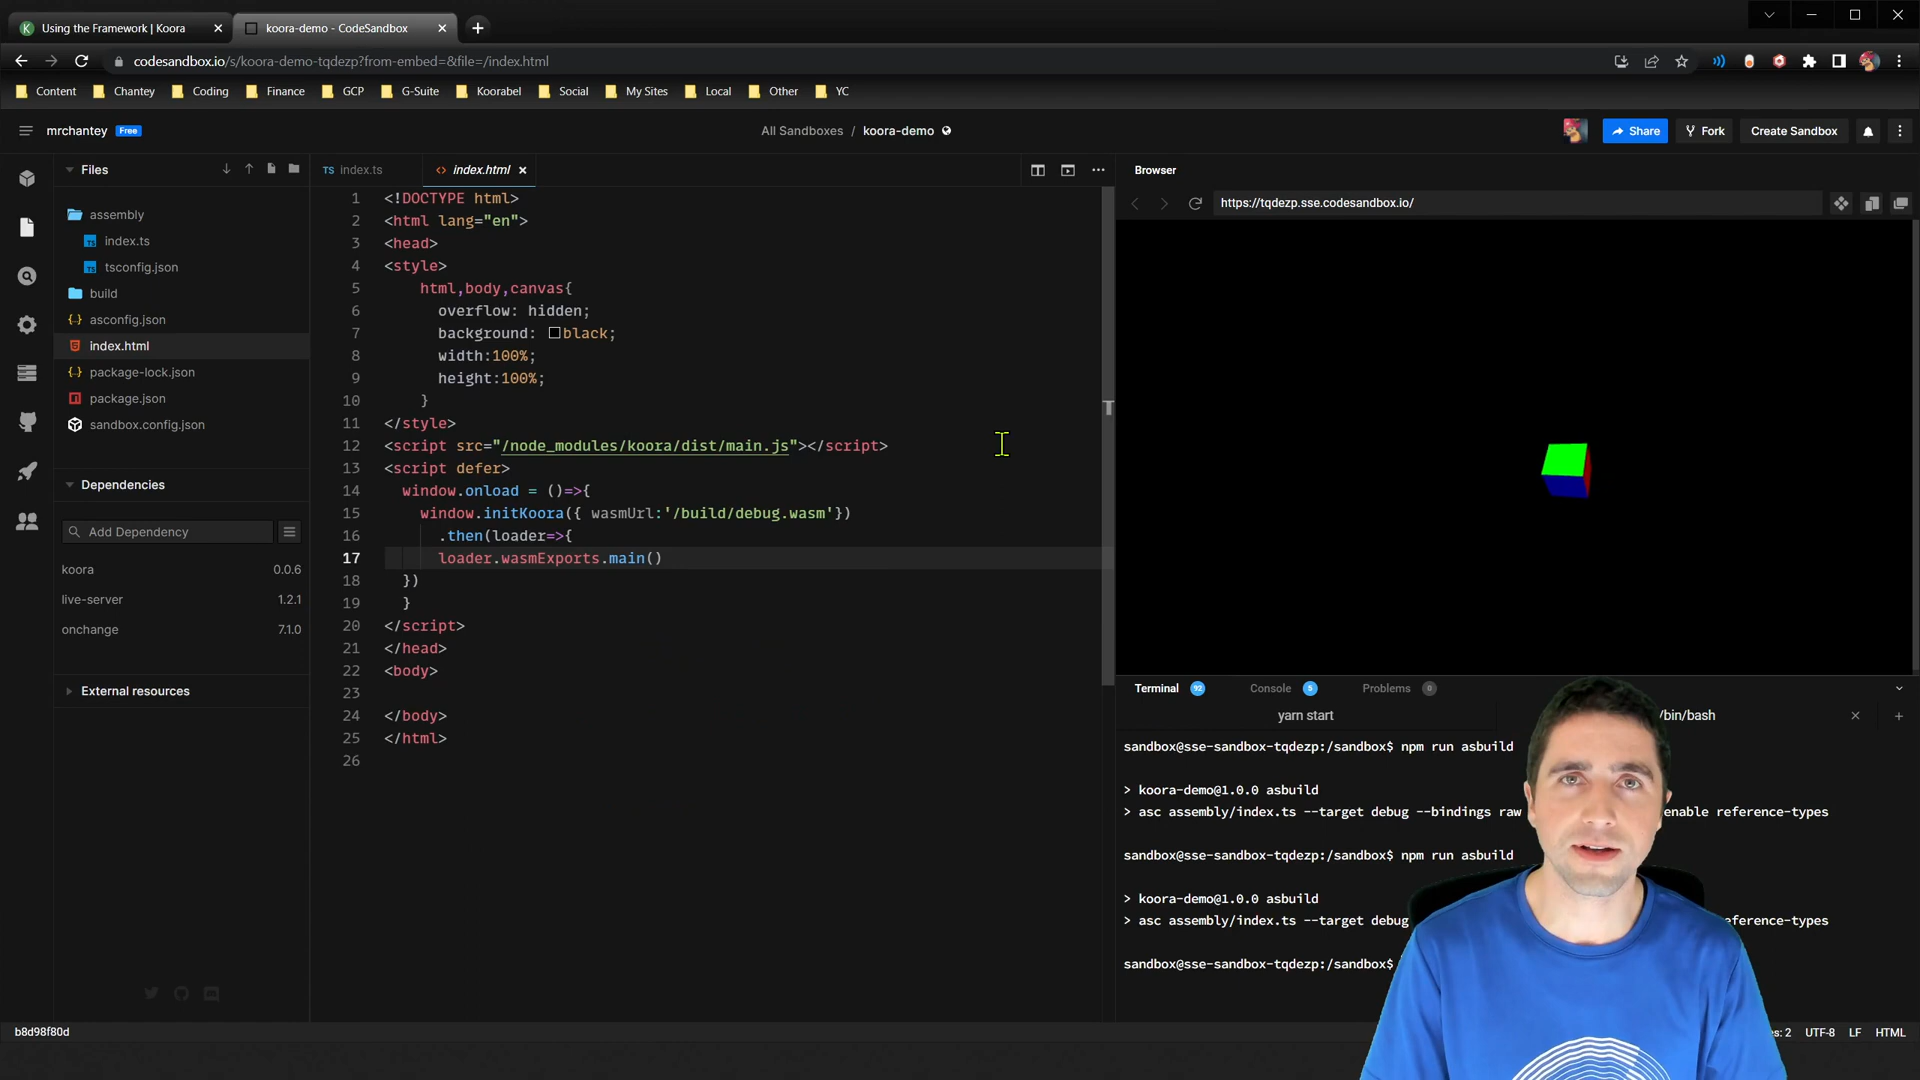 Using the Framework | Koora
koora-demo - CodeSandbox
codesandbox.io/s/koora-demo-tqdezp?from-embed=&file=/index.html
Content Chantey Coding Finance GCP G-Suite Koorabel Social My Sites Local Other YC
mrchantey Free
All Sandboxes / koora-demo
Share Fork Create Sandbox
Files
assembly
index.ts
tsconfig.json
build
asconfig.json
index.html
package-lock.json
package.json
sandbox.config.json
Dependencies
Add Dependency
koora 0.0.6
live-server 1.2.1
onchange 7.1.0
External resources
b8d98f80d
TS index.ts
<> index.html
1 <!DOCTYPE html>
2 <html lang="en">
3 <head>
4 <style>
5 html,body,canvas{
6 overflow: hidden;
7 background: black;
8 width:100%;
9 height:100%;
10 }
11 </style>
12 <script src="/node_modules/koora/dist/main.js"></script>
13 <script defer>
14 window.onload = ()=>{
15 window.initKoora({ wasmUrl:'/build/debug.wasm'})
16 .then(loader=>{
17 loader.wasmExports.main()
18 })
19 }
20 </script>
21 </head>
22 <body>
23
24 </body>
25 </html>
26
Browser
https://tqdezp.sse.codesandbox.io/
Terminal 92 Console 5 Problems 0
yarn start
/bin/bash
sandbox@sse-sandbox-tqdezp:/sandbox$ npm run asbuild
> koora-demo@1.0.0 asbuild
> asc assembly/index.ts --target debug --bindings raw enable reference-types
sandbox@sse-sandbox-tqdezp:/sandbox$ npm run asbuild
> koora-demo@1.0.0 asbuild
> asc assembly/index.ts --target debug eference-types
sandbox@sse-sandbox-tqdezp:/sandbox$
es: 2 UTF-8 LF HTML